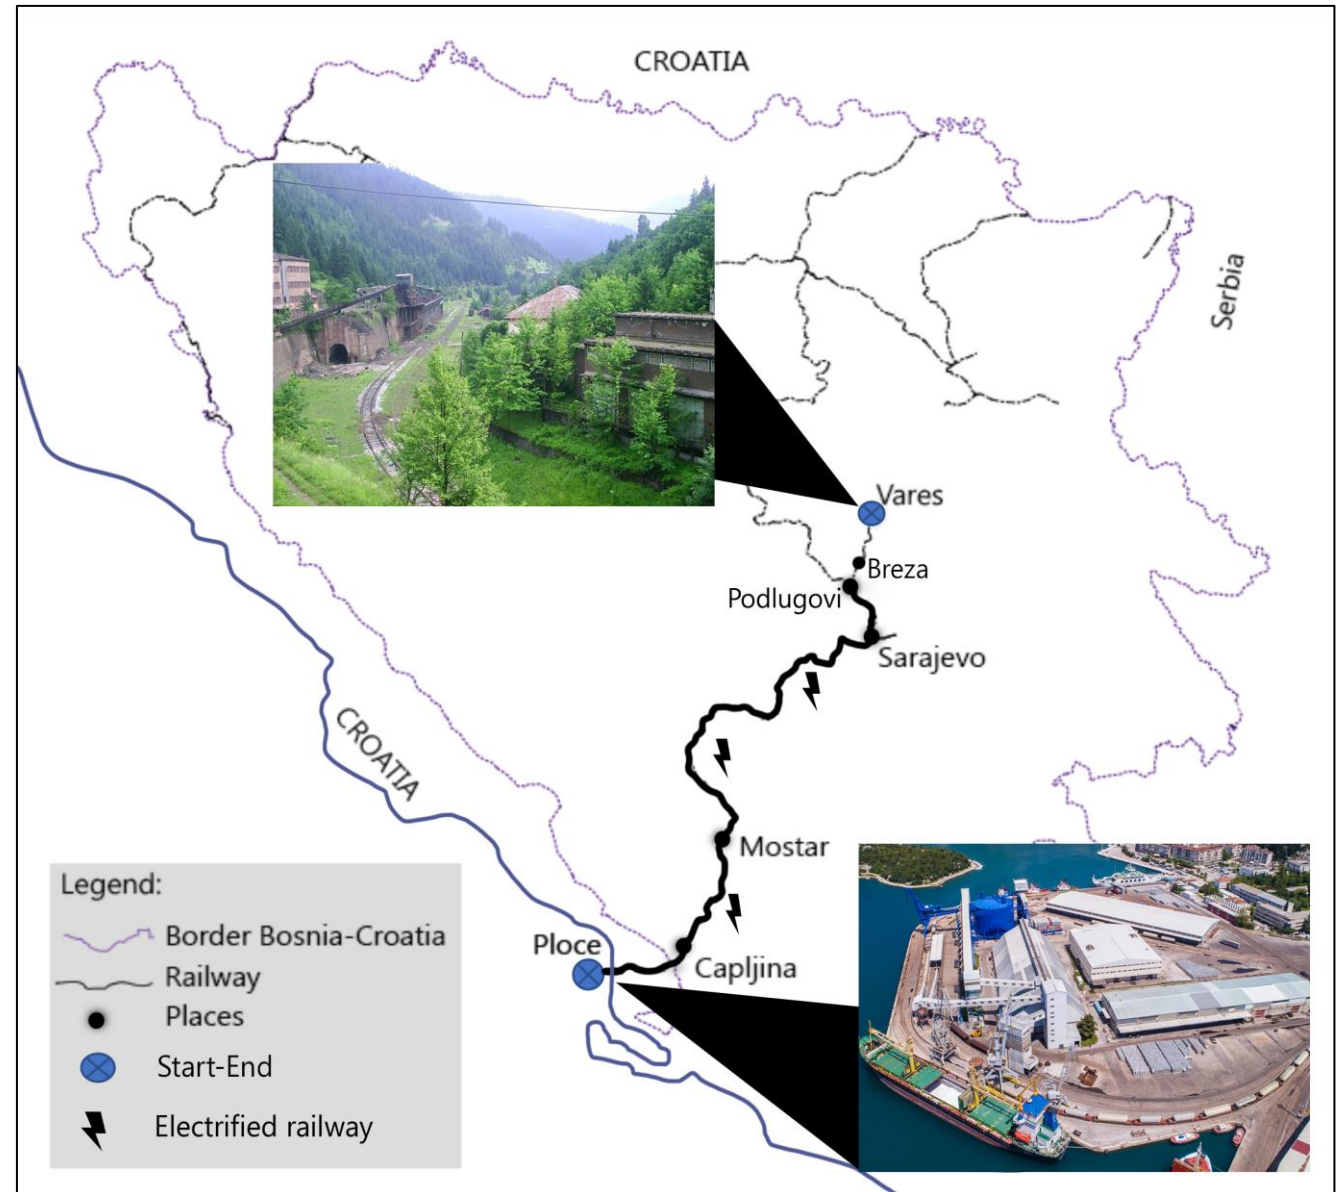 CROATIA
Serbia
Vares
Breza
Podlugovi
Sarajevo
CROATIA
Mostar
Ploce
Capljina
Legend:
Border Bosnia-Croatia
Railway
Places
Start-End
Electrified railway